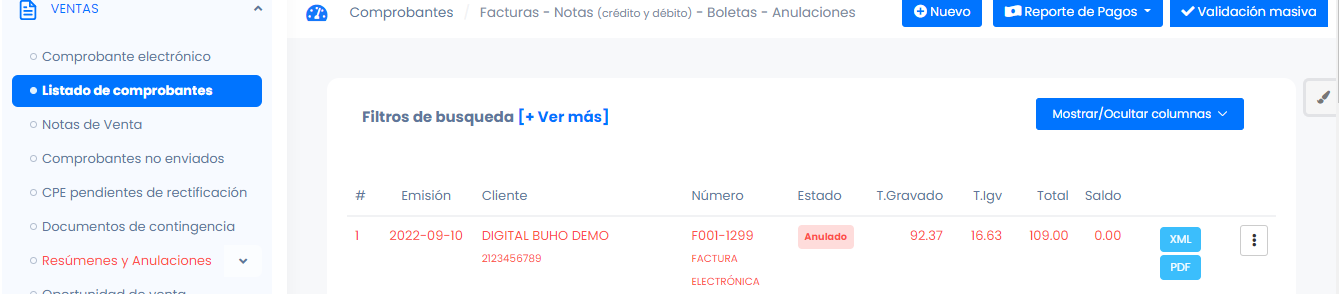 VENTAS
Comprobante electrónico
Listado de comprobantes
Notas de Venta
Comprobantes no enviados
CPE pendientes de rectificación
Documentos de contingencia
Resúmenes y Anulaciones
Oportunidad de venta
Comprobantes / Facturas - Notas (crédito y débito) - Boletas - Anulaciones
Nuevo
Reporte de Pagos
Validación masiva
Filtros de busqueda [+ Ver más]
Mostrar/Ocultar columnas
# Emisión Cliente Número Estado T.Gravado T.Igv Total Saldo
1 2022-09-10 DIGITAL BUHO DEMO F001-1299 Anulado 92.37 16.63 109.00 0.00 XML
2123456789 FACTURA PDF
ELECTRÓNICA